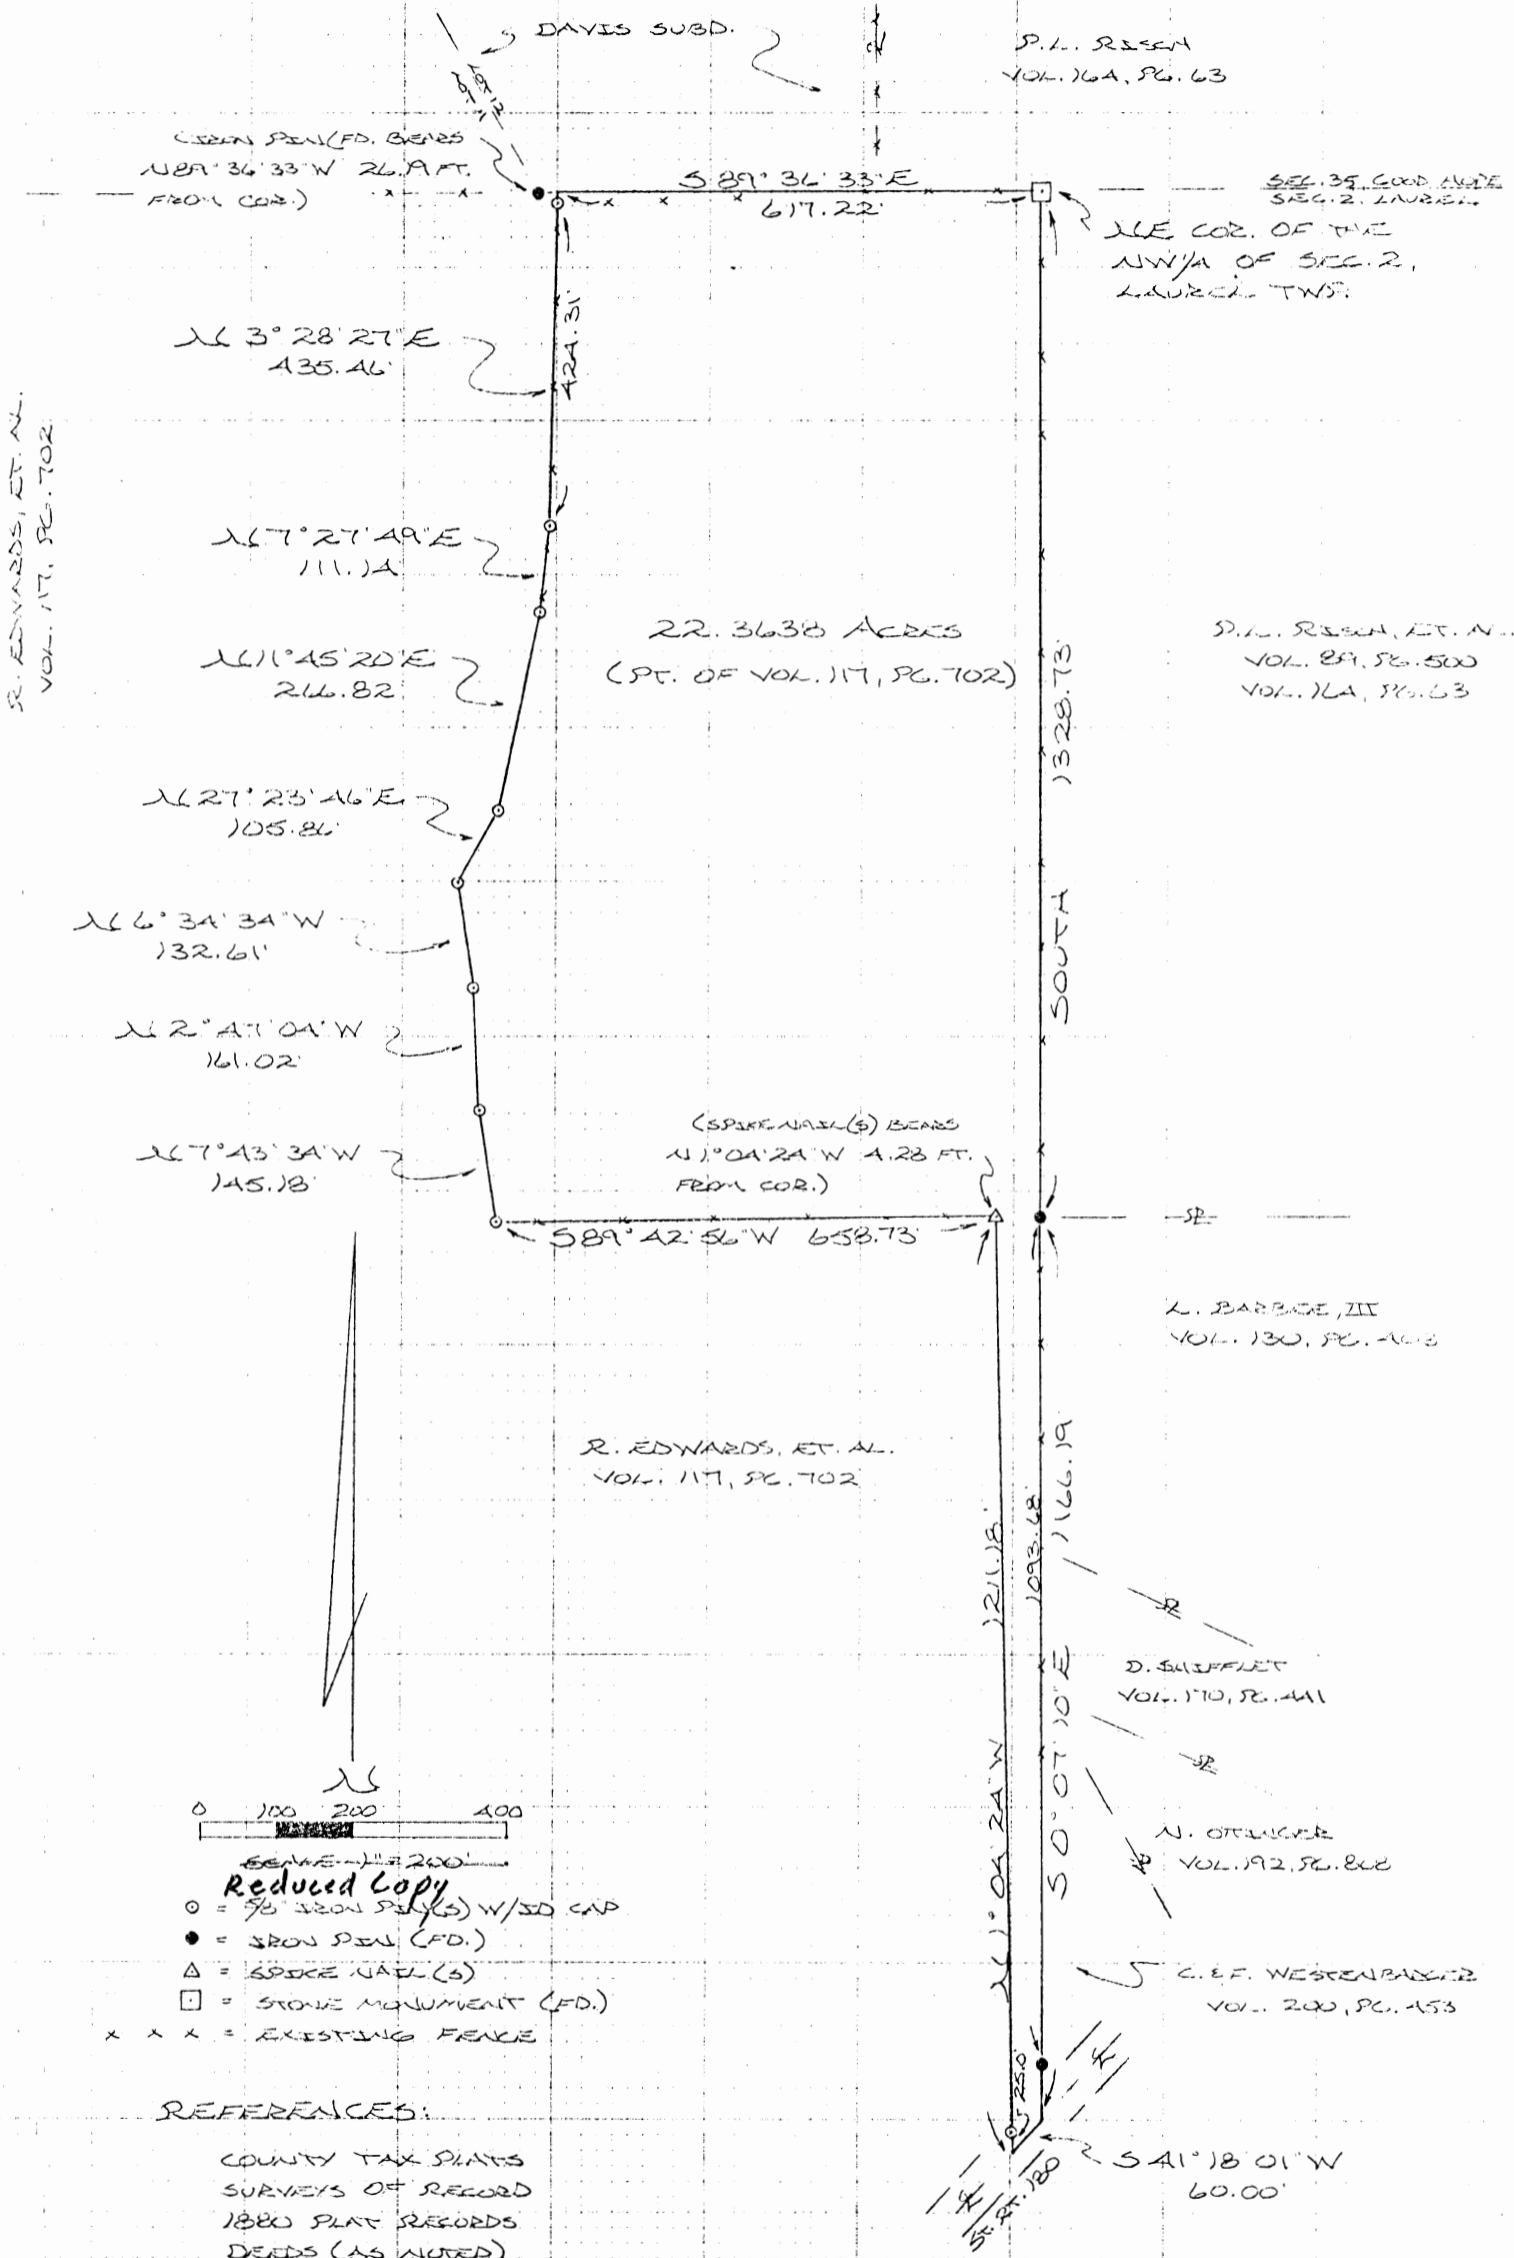 DAVIS SUBD.
P.L. RISCH
VOL. 164, PG. 63
LOT 12
LOT 11
(IRON PIN (FD. BEARS
N89°36'33"W 26.19 FT.
FROM COR.)
S 89° 36' 33" E
617.22'
SEC. 35, GOOD HOPE
SEC. 2, LAUREL
NE COR. OF THE
NW/4 OF SEC. 2,
LAUREL TWP.
N 3° 28' 27" E
435.46'
424.31'
R. EDWARDS, ET. AL.
VOL. 117, PG. 702
N 7° 27' 49" E
111.14
22.3638 ACRES
(PT. OF VOL. 117, PG. 702)
N 11° 45' 20" E
266.82'
P.L. RISCH, ET. AL.
VOL. 89, PG. 500
VOL. 164, PG. 63
1328.73'
SOUTH
N 27° 23' 46" E
105.86'
N 6° 34' 34" W
132.61'
N 2° 47' 04" W
161.02'
(SPIKE NAIL(S) BEARS
N 1° 04' 24" W 4.28 FT.
FROM COR.)
N 7° 43' 34" W
145.18'
S 89° 42' 56" W 658.73'
L. BARBOE, III
VOL. 130, PG.
R. EDWARDS, ET. AL.
VOL. 117, PG. 702
1211.18'
1093.68'
1166.19'
N 1° 04' 24" W
S 0° 07' 10" E
D. SHIFFLET
VOL. 170, PG. 441
N. OTTINGER
VOL. 192, PG. 868
C. & F. WESTENBARGER
VOL. 200, PG. 453
N
0 100 200 400
SCALE 1" = 200'
Reduced Copy
⊙ = 5/8" IRON PIN(S) W/ID CAP
● = IRON PIN (FD.)
△ = SPIKE NAIL (S)
□ = STONE MONUMENT (FD.)
x x x = EXISTING FENCE
25.0'
S 41° 18' 01" W
60.00'
St. Rt. 180
REFERENCES:
COUNTY TAX PLATS
SURVEYS OF RECORD
1880 PLAT RECORDS
DEEDS (AS NOTED)